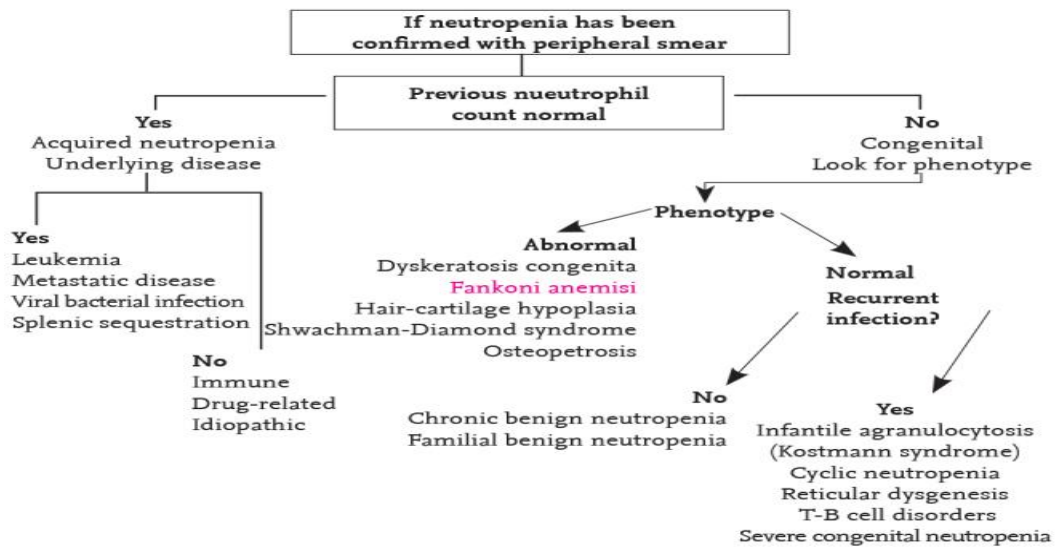 If neutropenia has been
confirmed with peripheral smear
Previous nueutrophil
count normal
Yes
Acquired neutropenia
Underlying disease
No
Congenital
Look for phenotype
Yes
Leukemia
Metastatic disease
Viral bacterial infection
Splenic sequestration
No
Immune
Drug-related
Idiopathic
Phenotype
Abnormal
Dyskeratosis congenita
Fankoni anemisi
Hair-cartilage hypoplasia
Shwachman-Diamond syndrome
Osteopetrosis
Normal
Recurrent
infection?
No
Chronic benign neutropenia
Familial benign neutropenia
Yes
Infantile agranulocytosis
(Kostmann syndrome)
Cyclic neutropenia
Reticular dysgenesis
T-B cell disorders
Severe congenital neutropenia